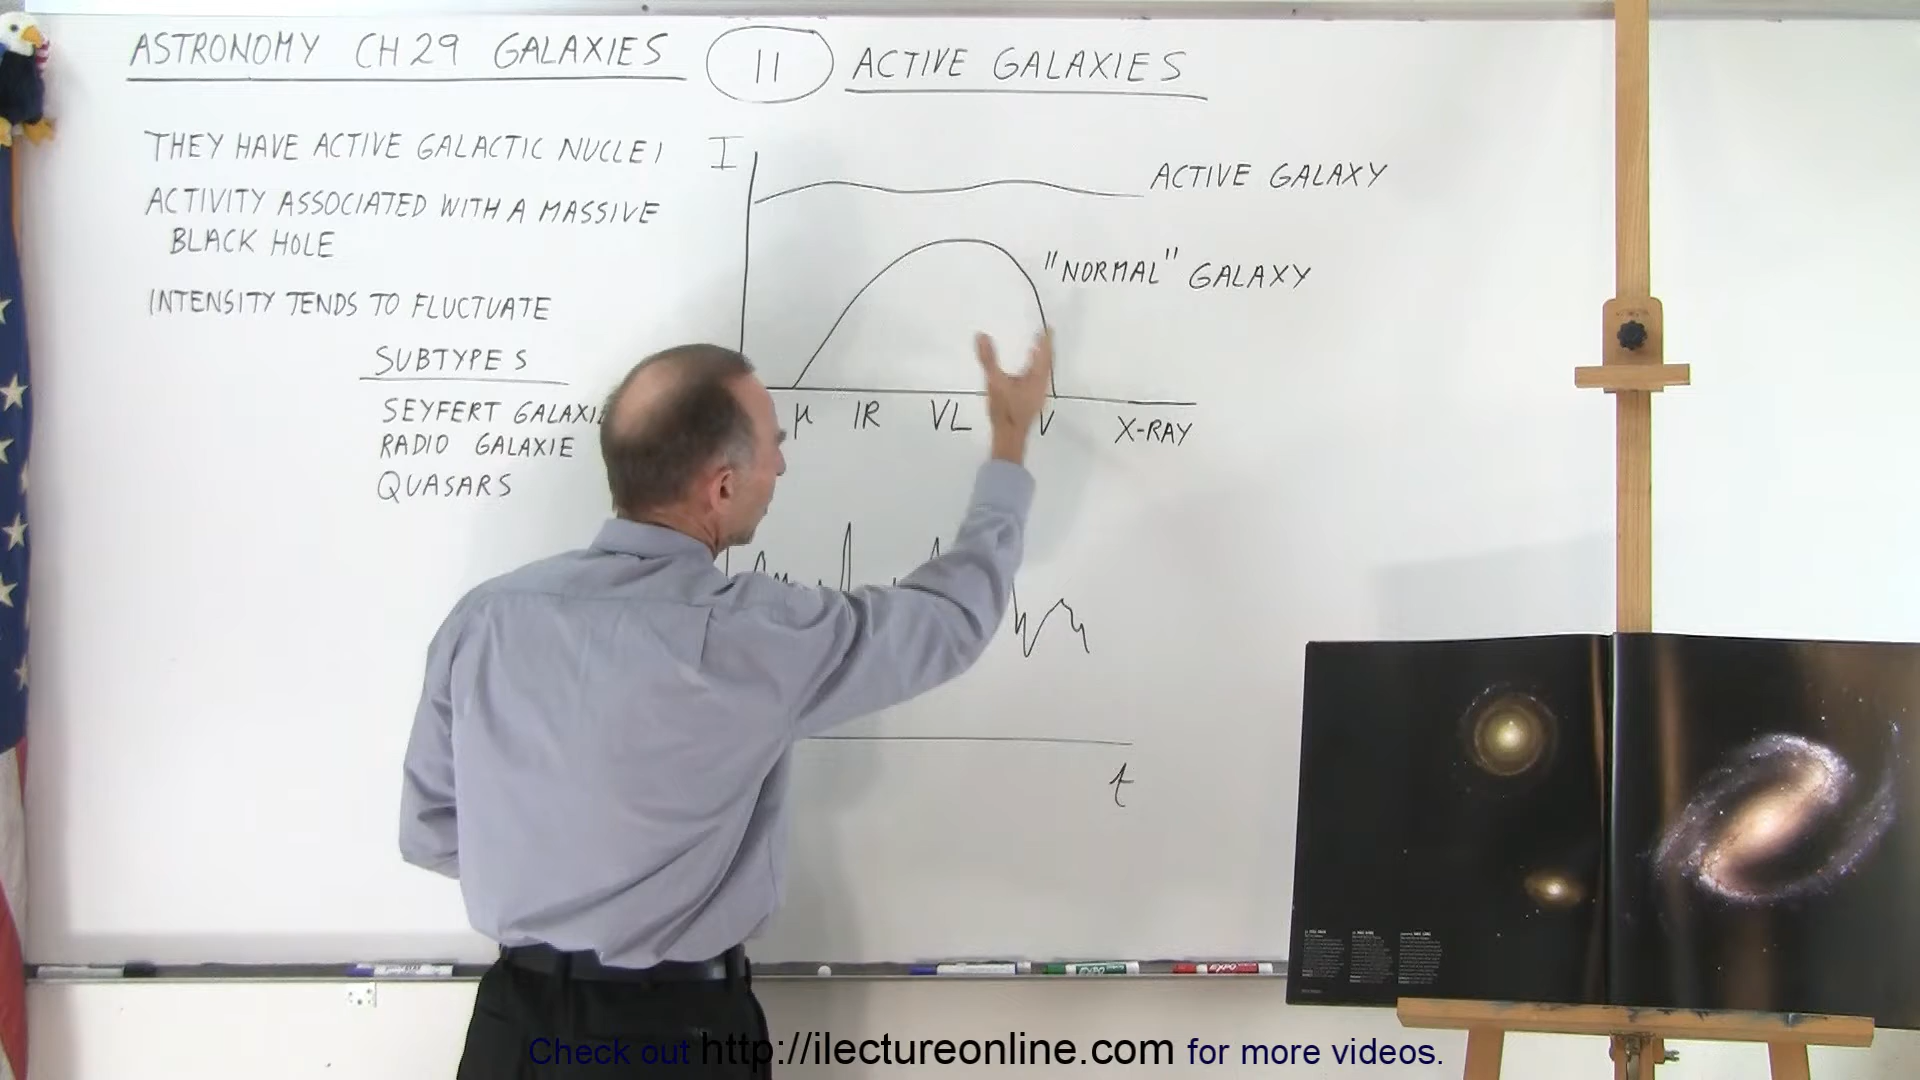 ASTRONOMY CH 29 GALAXIES 11 ACTIVE GALAXIES
THEY HAVE ACTIVE GALACTIC NUCLEI
ACTIVITY ASSOCIATED WITH A MASSIVE
BLACK HOLE
INTENSITY TENDS TO FLUCTUATE
SUBTYPES
SEYFERT
RADIO GALAXIE
QUASARS
I
ACTIVE GALAXY
"NORMAL" GALAXY
μ IR VL V X-RAY
t
Check out http://ilectureonline.com for more videos.